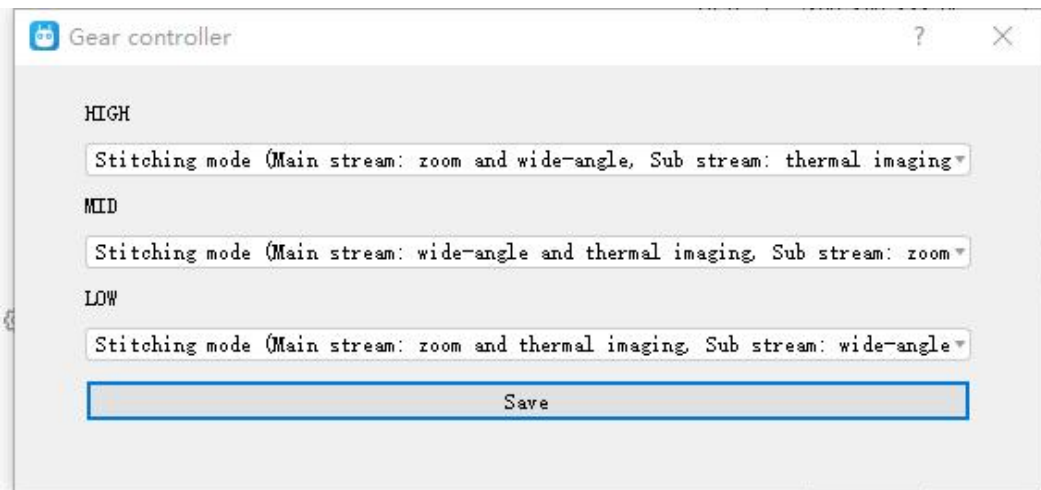 Gear controller
?
HIGH
Stitching mode (Main stream: zoom and wide-angle, Sub stream: thermal imaging
MID
Stitching mode (Main stream: wide-angle and thermal imaging, Sub stream: zoom
LOW
Stitching mode (Main stream: zoom and thermal imaging, Sub stream: wide-angle
Save